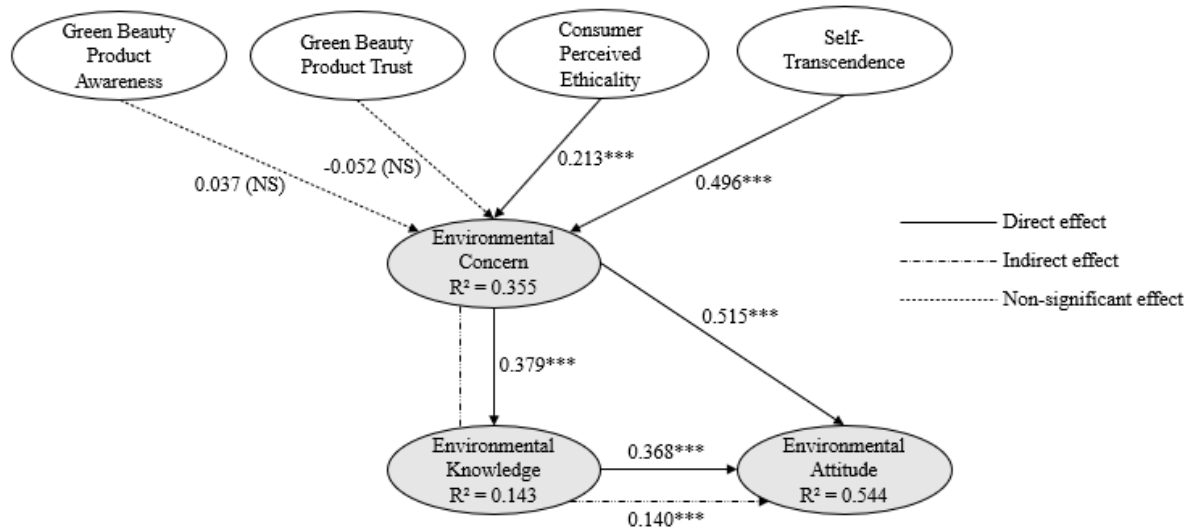 Green Beauty
Product
Awareness
Green Beauty
Product Trust
Consumer
Perceived
Ethicality
Self-
Transcendence
0.037 (NS)
-0.052 (NS)
0.213***
0.496***
Environmental
Concern
R² = 0.355
Direct effect
Indirect effect
Non-significant effect
0.515***
0.379***
Environmental
Knowledge
R² = 0.143
0.368***
Environmental
Attitude
R² = 0.544
0.140***